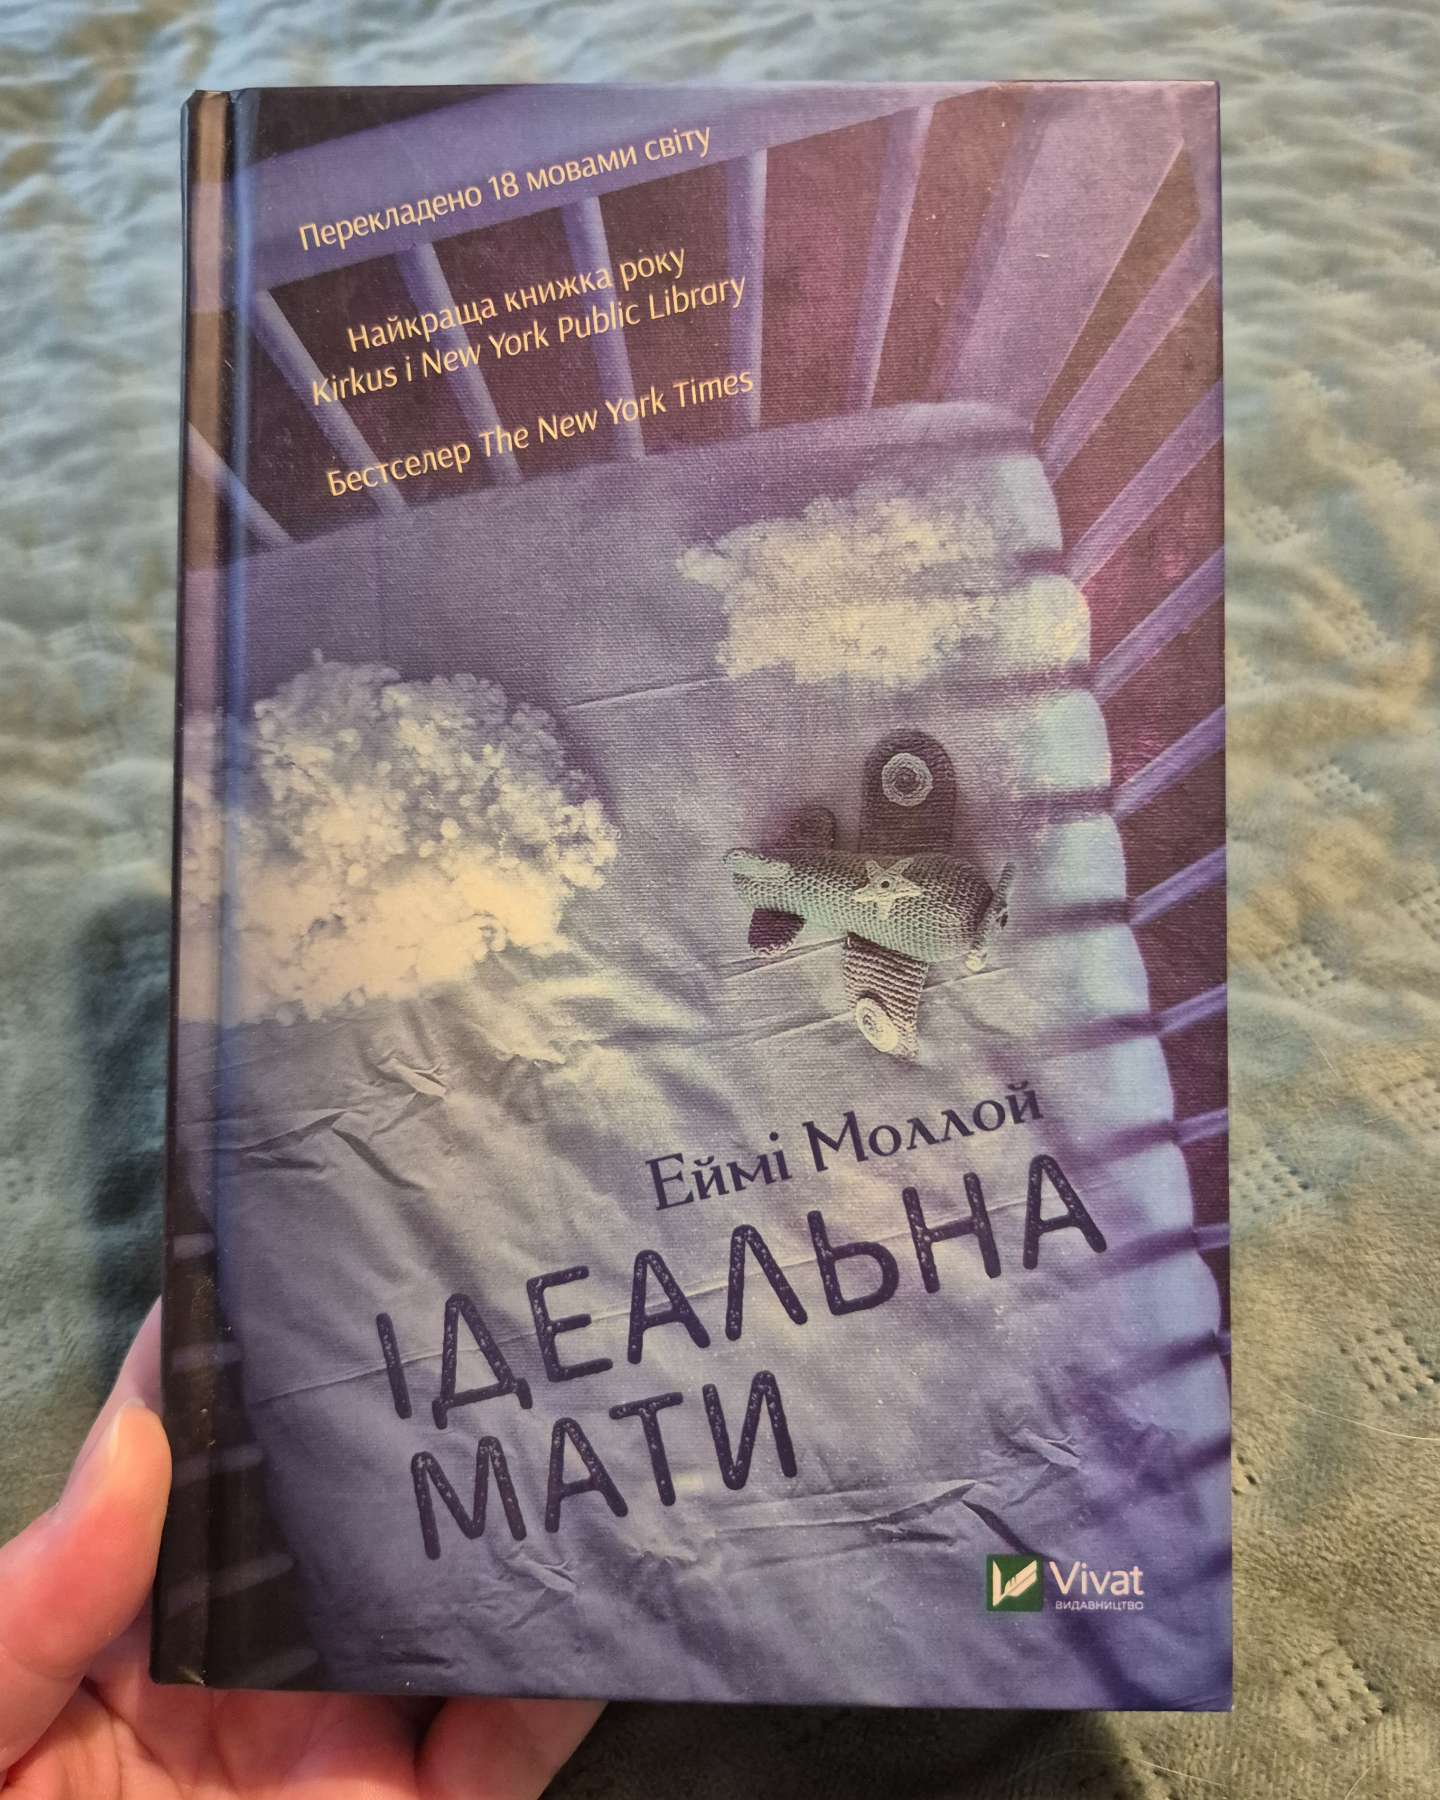 Перекладено 18 мовами світу
Найкраща книжка року
Kirkus і New York Public Library
Бестселер The New York Times
Еймі Моллой
ІДЕАЛЬНА
МАТИ
Vivat
ВИДАВНИЦТВО